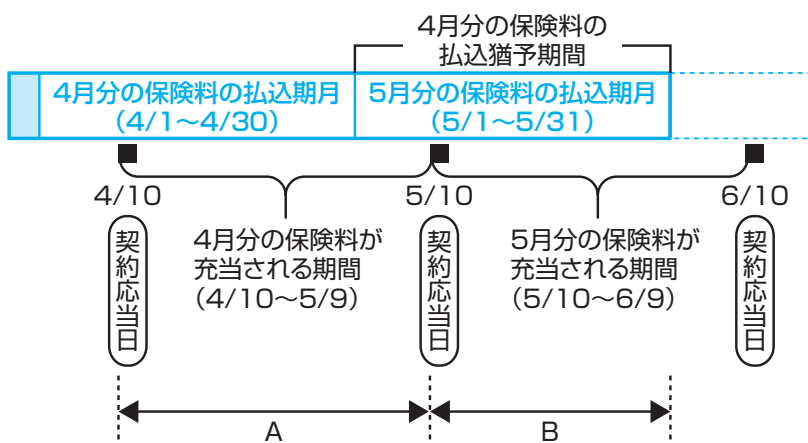 4月分の保険料の
払込猶予期間
4月分の保険料の払込期月
（4/1〜4/30）
5月分の保険料の払込期月
（5/1〜5/31）
4/10
5/10
6/10
契約応当日
4月分の保険料が
充当される期間
（4/10〜5/9）
契約応当日
5月分の保険料が
充当される期間
（5/10〜6/9）
契約応当日
A
B